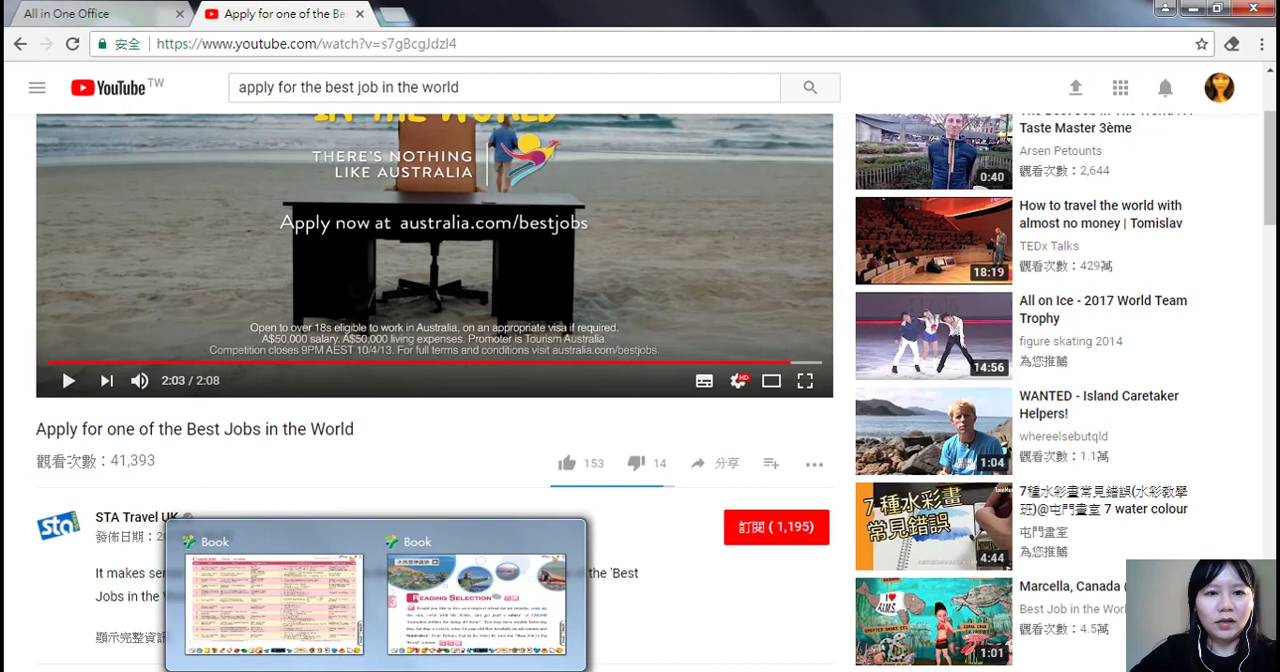 All in One Office
Apply for one of the Be
安全
https://www.youtube.com/watch?v=s7gBcgJdzI4
YouTube TW
apply for the best job in the world
IN THE WORLD
THERE'S NOTHING
LIKE AUSTRALIA
Apply now at australia.com/bestjobs
Open to over 18s eligible to work in Australia, on an appropriate visa if required.
A$50,000 salary. A$50,000 living expenses. Promoter is Tourism Australia.
Competition closes 9PM AEST 10/4/13. For full terms and conditions visit australia.com/bestjobs.
2:03 / 2:08
HD
Apply for one of the Best Jobs in the World
觀看次數：41,393
153
14
分享
sta
STA Travel UK
發佈日期：2
訂閱 ( 1,195)
It makes sen
the 'Best
Jobs in the
顯示完整資訊
Book
Book
READING SELECTION
Taste Master 3ème
Arsen Petounts
觀看次數：2,644
0:40
How to travel the world with
almost no money | Tomislav
TEDx Talks
觀看次數：429萬
18:19
All on Ice - 2017 World Team
Trophy
figure skating 2014
為您推薦
14:56
WANTED - Island Caretaker
Helpers!
whereelsebutqld
觀看次數：1.1萬
1:04
7種水彩畫
常見錯誤
7種水彩畫常見錯誤(水彩教學
班)@屯門畫室 7 water colour
屯門畫室
為您推薦
4:44
Marcella, Canada (
Best Job in the Worl
觀看次數：4.5萬
1:01